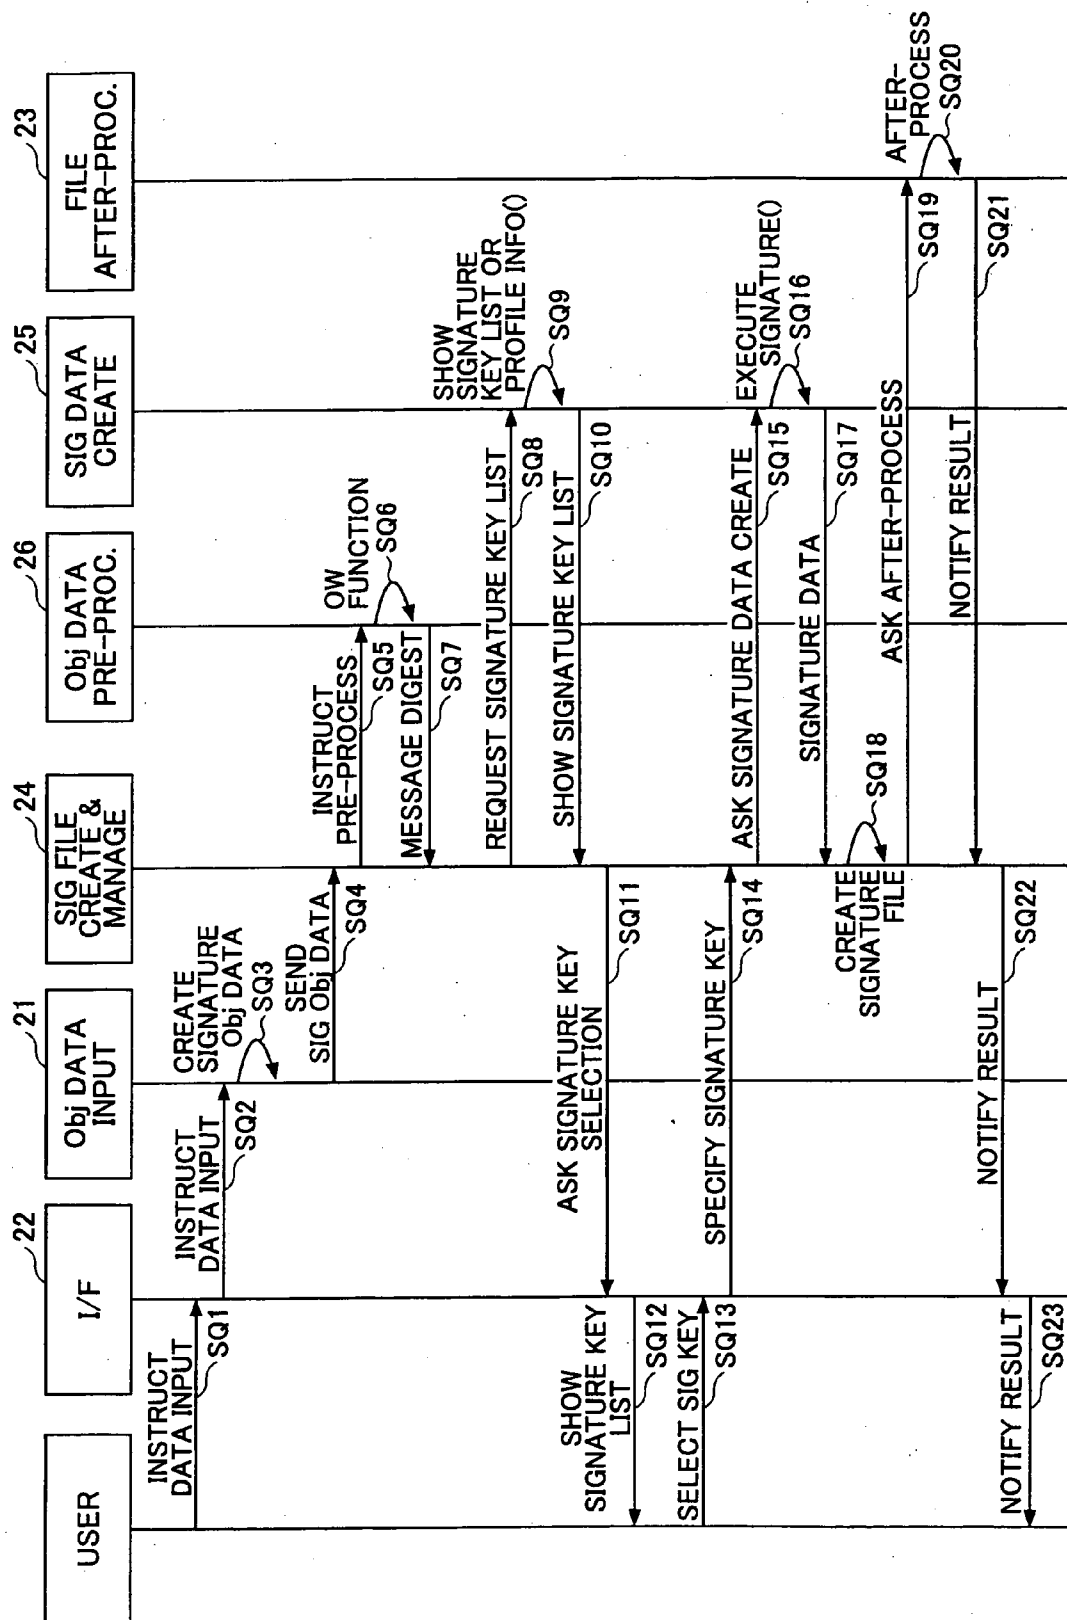 USER
22
I/F
21
Obj DATA
INPUT
24
SIG FILE
CREATE &
MANAGE
26
Obj DATA
PRE-PROC.
25
SIG DATA
CREATE
23
FILE
AFTER-PROC.
INSTRUCT
DATA INPUT
SQ1
INSTRUCT
DATA INPUT
SQ2
CREATE
SIGNATURE
Obj DATA
SQ3
SEND
SIG Obj DATA
SQ4
INSTRUCT
PRE-PROCESS
SQ5
OW
FUNCTION
SQ6
MESSAGE DIGEST
SQ7
REQUEST SIGNATURE KEY LIST
SQ8
SHOW
SIGNATURE
KEY LIST OR
PROFILE INFO()
SQ9
SHOW SIGNATURE KEY LIST
SQ10
ASK SIGNATURE KEY
SELECTION
SQ11
SHOW
SIGNATURE KEY
LIST
SQ12
SELECT SIG KEY
SQ13
SPECIFY SIGNATURE KEY
SQ14
ASK SIGNATURE DATA CREATE
SQ15
EXECUTE
SIGNATURE()
SQ16
SIGNATURE DATA
SQ17
CREATE
SIGNATURE
FILE
SQ18
ASK AFTER-PROCESS
SQ19
AFTER-
PROCESS
SQ20
NOTIFY RESULT
SQ21
NOTIFY RESULT
SQ22
NOTIFY RESULT
SQ23